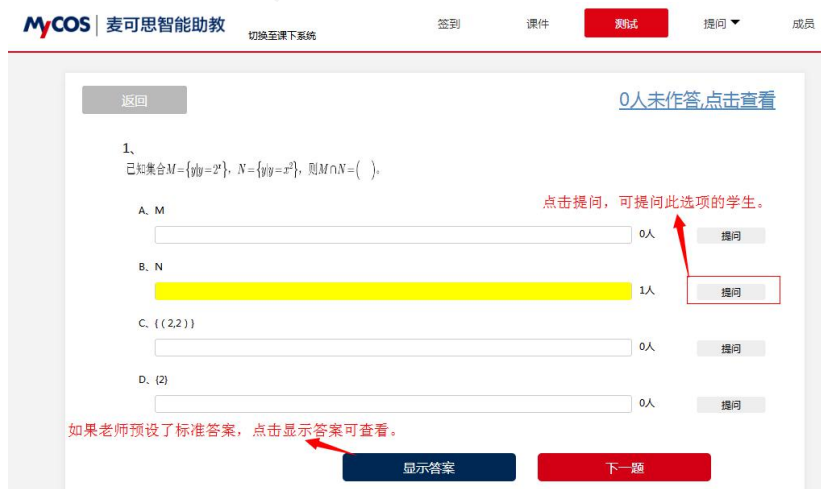 MyCOS 麦可思智能助教 切换至课下系统 签到 课件 测试 提问 成员
返回 0人未作答,点击查看
1、
已知集合M={y|y=2ˣ}，N={y|y=x²}，则M∩N=( )。
点击提问，可提问此选项的学生。
A、M
0人 提问
B、N
1人 提问
C、{ ( 2,2 ) }
0人 提问
D、{2}
0人 提问
如果老师预设了标准答案，点击显示答案可查看。
显示答案 下一题